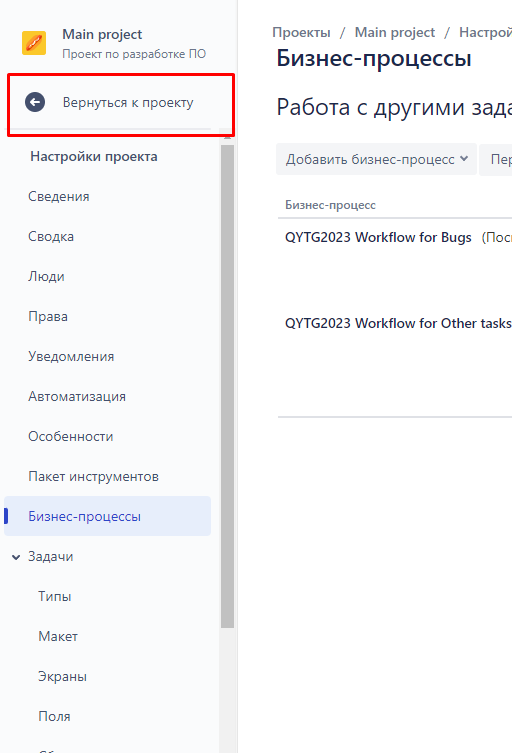 Main project
Проект по разработке ПО
Вернуться к проекту
Настройки проекта
Сведения
Сводка
Люди
Права
Уведомления
Автоматизация
Особенности
Пакет инструментов
Бизнес-процессы
Задачи
Типы
Макет
Экраны
Поля
Проекты / Main project / Настрой
Бизнес-процессы
Работа с другими зада
Добавить бизнес-процесс
Пер
Бизнес-процесс
QYTG2023 Workflow for Bugs (Пос
QYTG2023 Workflow for Other tasks